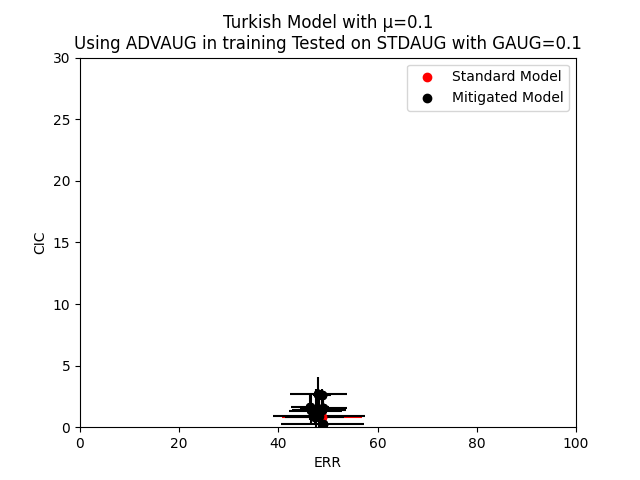 Turkish Model with μ=0.1
Using ADVAUG in training Tested on STDAUG with GAUG=0.1
Standard Model
Mitigated Model
30
25
20
15
10
5
0
CIC
0 20 40 60 80 100
ERR